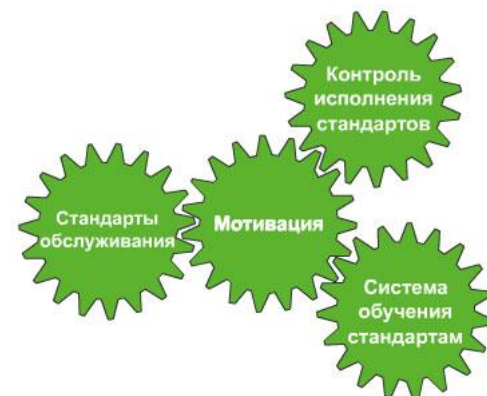 Контроль
исполнения
стандартов
Стандарты
обслуживания
Мотивация
Система
обучения
стандартам